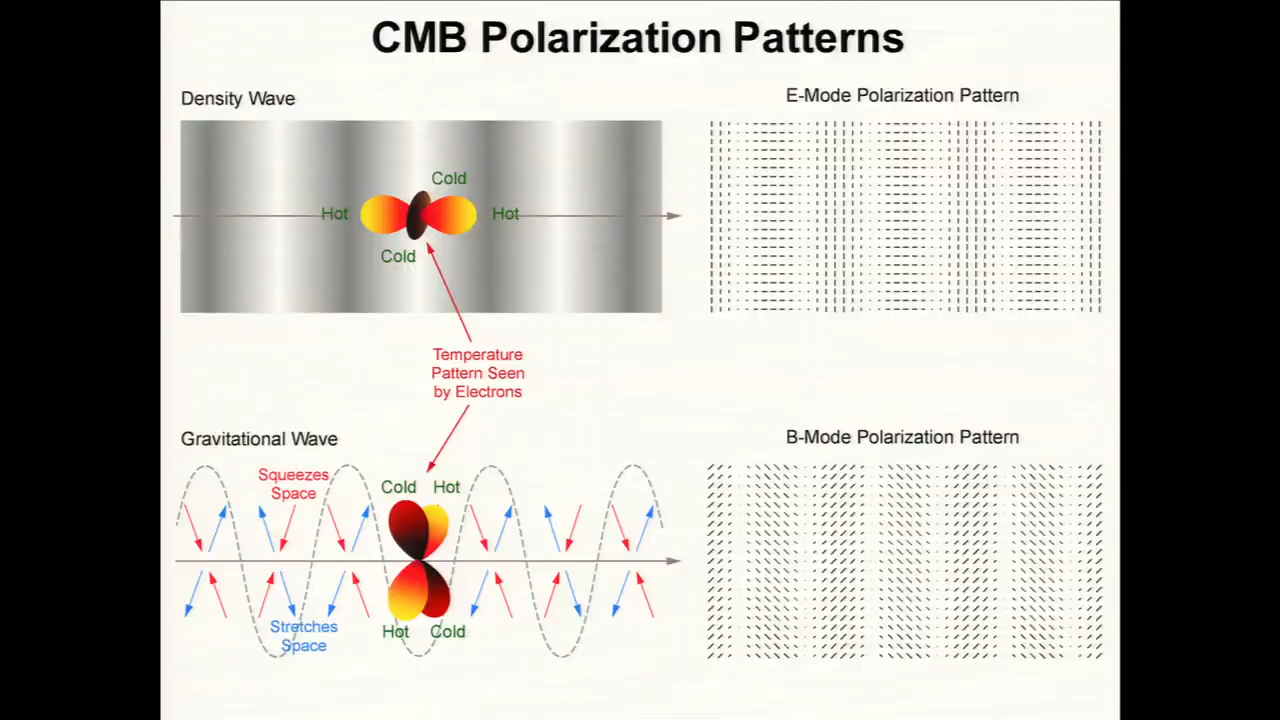 CMB Polarization Patterns
Density Wave
E-Mode Polarization Pattern
Cold
Hot
Hot
Cold
Temperature
Pattern Seen
by Electrons
Gravitational Wave
B-Mode Polarization Pattern
Squeezes
Space
Cold
Hot
Stretches
Space
Hot
Cold